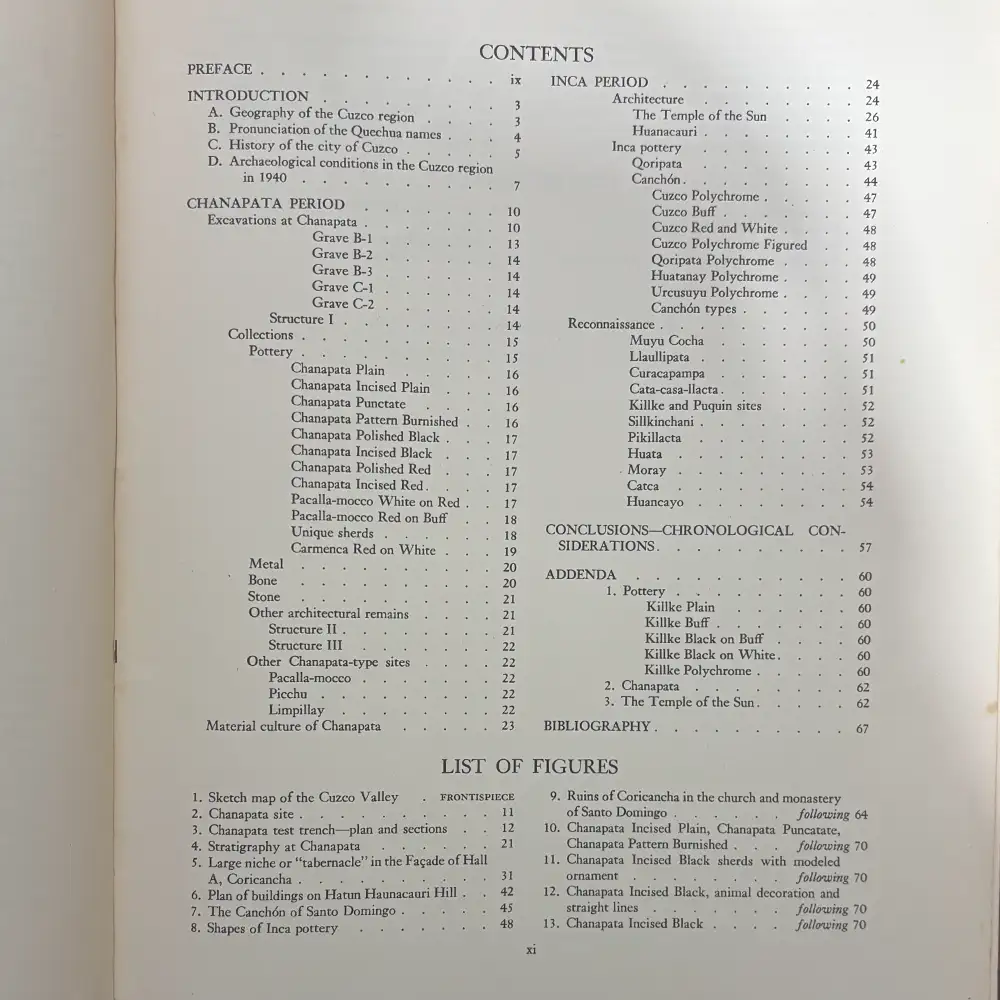 CONTENTS
PREFACE . . . . . . . . . . . . ix
INTRODUCTION . . . . . . . . . 3
A. Geography of the Cuzco region . . . . 3
B. Pronunciation of the Quechua names . . . 4
C. History of the city of Cuzco . . . . . 5
D. Archaeological conditions in the Cuzco region
in 1940 . . . . . . . . . . 7
CHANAPATA PERIOD . . . . . . . 10
Excavations at Chanapata . . . . . . 10
Grave B-1 . . . . . . 13
Grave B-2 . . . . . . 14
Grave B-3 . . . . . . 14
Grave C-1 . . . . . . 14
Grave C-2 . . . . . . 14
Structure I . . . . . . . . 14
Collections . . . . . . . . . 15
Pottery . . . . . . . . . . 15
Chanapata Plain . . . . . 16
Chanapata Incised Plain . . . 16
Chanapata Punctate . . . . 16
Chanapata Pattern Burnished . . 16
Chanapata Polished Black . . . 17
Chanapata Incised Black . . . 17
Chanapata Polished Red . . . 17
Chanapata Incised Red . . . . 17
Pacalla-mocco White on Red . . 17
Pacalla-mocco Red on Buff . . 18
Unique sherds . . . . . . 18
Carmenca Red on White . . . 19
Metal . . . . . . . . . . 20
Bone . . . . . . . . . . 20
Stone . . . . . . . . . . 21
Other architectural remains . . . . 21
Structure II . . . . . . . . 21
Structure III . . . . . . . 22
Other Chanapata-type sites . . . . 22
Pacalla-mocco . . . . . . . 22
Picchu . . . . . . . . . 22
Limpillay . . . . . . . . 22
Material culture of Chanapata . . . . . 23
INCA PERIOD . . . . . . . . . . 24
Architecture . . . . . . . . 24
The Temple of the Sun . . . . 26
Huanacauri . . . . . . . . 41
Inca pottery . . . . . . . . 43
Qoripata . . . . . . . 43
Canchón . . . . . . . . . 44
Cuzco Polychrome . . . . . 47
Cuzco Buff . . . . . . . 47
Cuzco Red and White . . . . 48
Cuzco Polychrome Figured . . 48
Qoripata Polychrome . . . . 48
Huatanay Polychrome . . . . 49
Urcusuyu Polychrome . . . . 49
Canchón types . . . . . . 49
Reconnaissance . . . . . . . . . . 50
Muyu Cocha . . . . . . . 50
Llaullipata . . . . . . . . 51
Curacapampa . . . . . . . 51
Cata-casa-llacta . . . . . . . 51
Killke and Puquin sites . . . . 52
Sillkinchani . . . . . . . . 52
Pikillacta . . . . . . . . 52
Huata . . . . . . . . . 53
Moray . . . . . . . . . 53
Catca . . . . . . . . . 54
Huancayo . . . . . . . . 54
CONCLUSIONS—CHRONOLOGICAL CON-
SIDERATIONS . . . . . . . . . . 57
ADDENDA . . . . . . . . . . . 60
1. Pottery . . . . . . . . . 60
Killke Plain . . . . . . 60
Killke Buff . . . . . . . 60
Killke Black on Buff . . . . 60
Killke Black on White . . . . 60
Killke Polychrome . . . . . 60
2. Chanapata . . . . . . . . 62
3. The Temple of the Sun . . . . . 62
BIBLIOGRAPHY . . . . . . . . . . 67
LIST OF FIGURES
1. Sketch map of the Cuzco Valley . FRONTISPIECE
2. Chanapata site . . . . . . . . . . 11
3. Chanapata test trench—plan and sections . . 12
4. Stratigraphy at Chanapata . . . . . . 21
5. Large niche or “tabernacle” in the Façade of Hall
A, Coricancha . . . . . . . . . . 31
6. Plan of buildings on Hatun Haunacauri Hill . . 42
7. The Canchón of Santo Domingo . . . . . 45
8. Shapes of Inca pottery . . . . . . . 48
9. Ruins of Coricancha in the church and monastery
of Santo Domingo . . . . . . following 64
10. Chanapata Incised Plain, Chanapata Puncatate,
Chanapata Pattern Burnished . . . following 70
11. Chanapata Incised Black sherds with modeled
ornament . . . . . . . . following 70
12. Chanapata Incised Black, animal decoration and
straight lines . . . . . . . following 70
13. Chanapata Incised Black . . . . following 70
xi